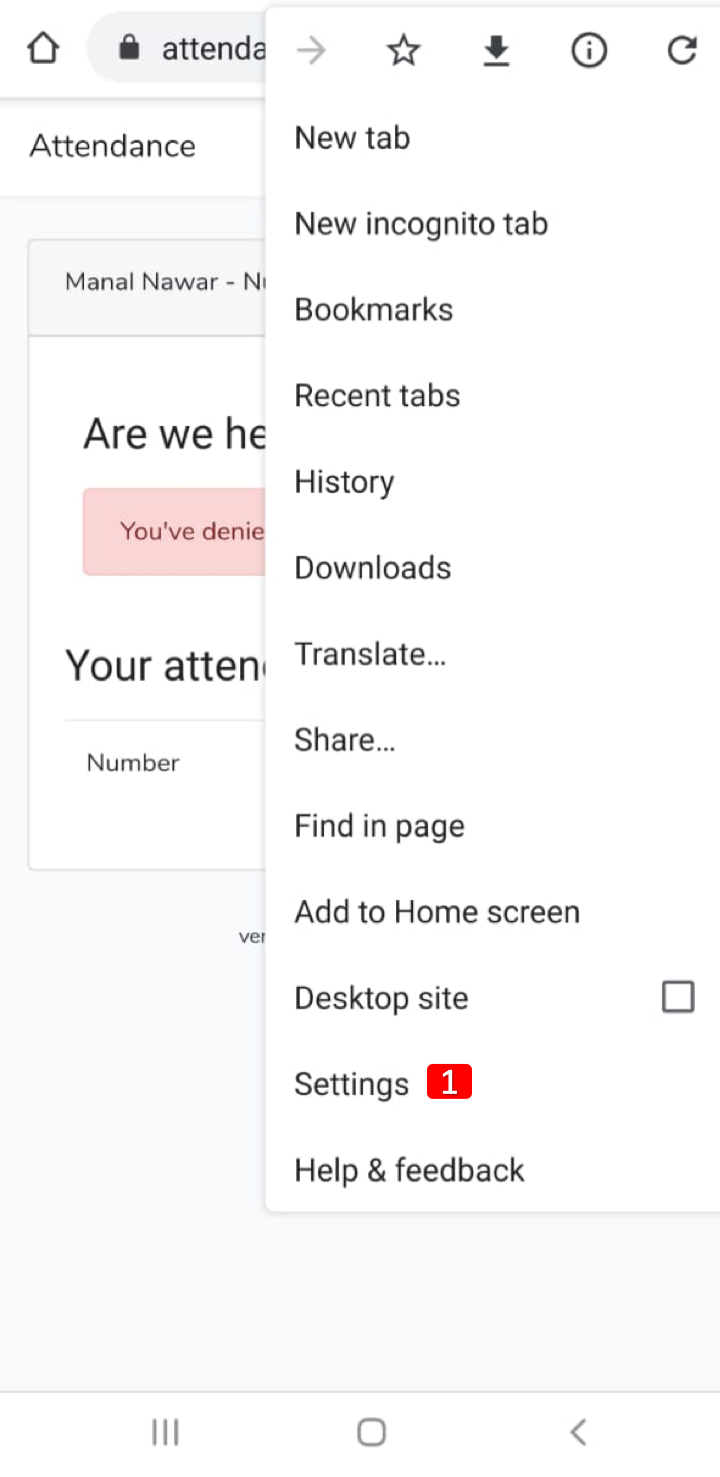 attenda
New tab
Attendance
New incognito tab
Manal Nawar - N
Bookmarks
Recent tabs
Are we he
History
You've denie
Downloads
Your atten
Translate...
Share...
Number
Find in page
Add to Home screen
ver
Desktop site
Settings 1
Help & feedback